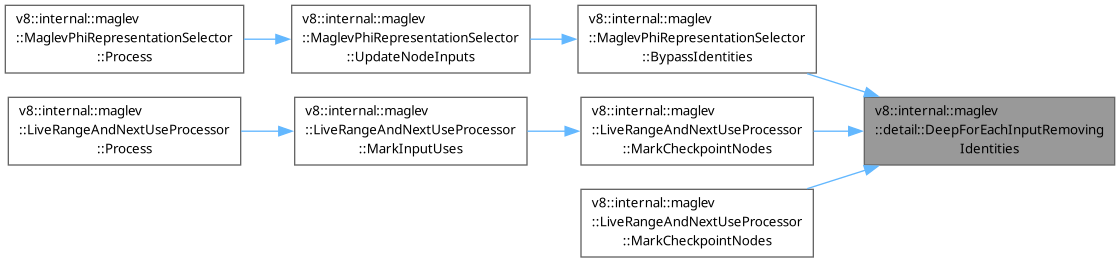 v8::internal::maglev
::MaglevPhiRepresentationSelector
::Process
v8::internal::maglev
::MaglevPhiRepresentationSelector
::UpdateNodeInputs
v8::internal::maglev
::MaglevPhiRepresentationSelector
::BypassIdentities
v8::internal::maglev
::LiveRangeAndNextUseProcessor
::Process
v8::internal::maglev
::LiveRangeAndNextUseProcessor
::MarkInputUses
v8::internal::maglev
::LiveRangeAndNextUseProcessor
::MarkCheckpointNodes
v8::internal::maglev
::detail::DeepForEachInputRemoving
Identities
v8::internal::maglev
::LiveRangeAndNextUseProcessor
::MarkCheckpointNodes